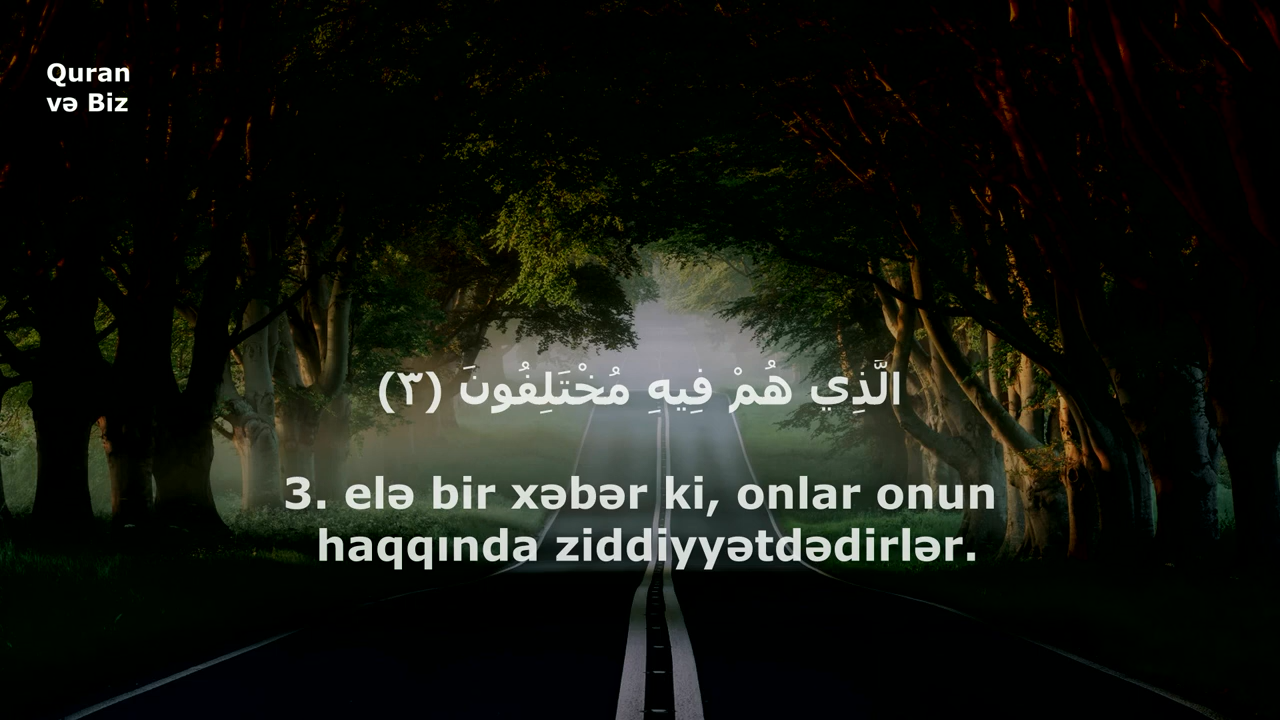 Quran
və Biz
الَّذِي هُمْ فِيهِ مُخْتَلِفُونَ (٣)
3. elə bir xəbər ki, onlar onun
haqqında ziddiyyətdədirlər.